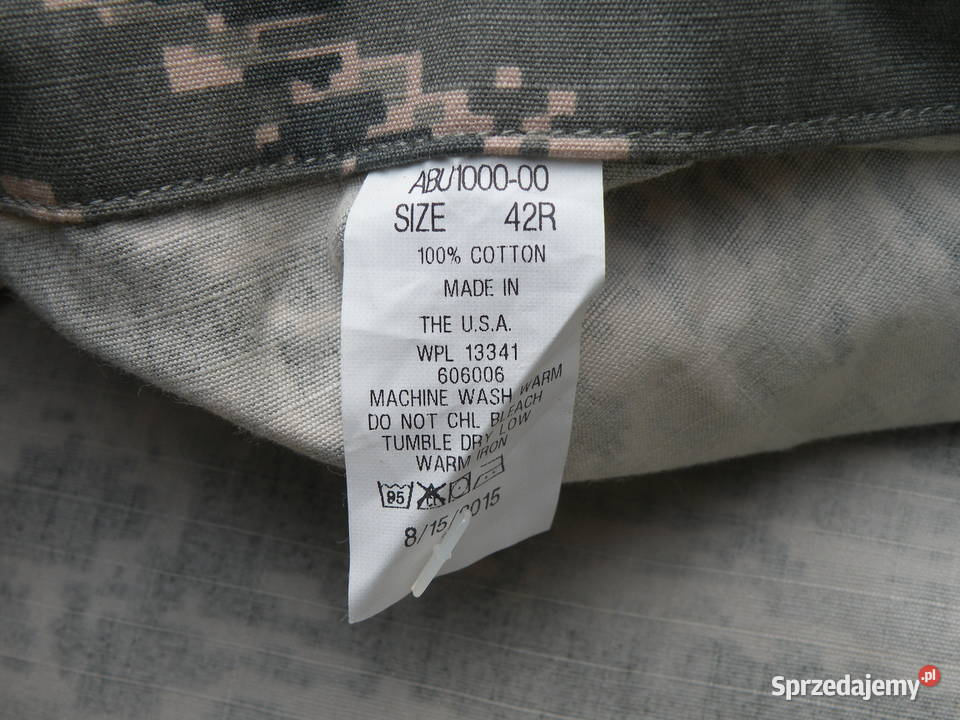 ABU1000-00
SIZE 42R
100% COTTON
MADE IN
THE U.S.A.
WPL 13341
606006
MACHINE WASH WARM
DO NOT CHL BLEACH
TUMBLE DRY LOW
WARM IRON
95 CL
8/15/2015
Sprzedajemy.pl